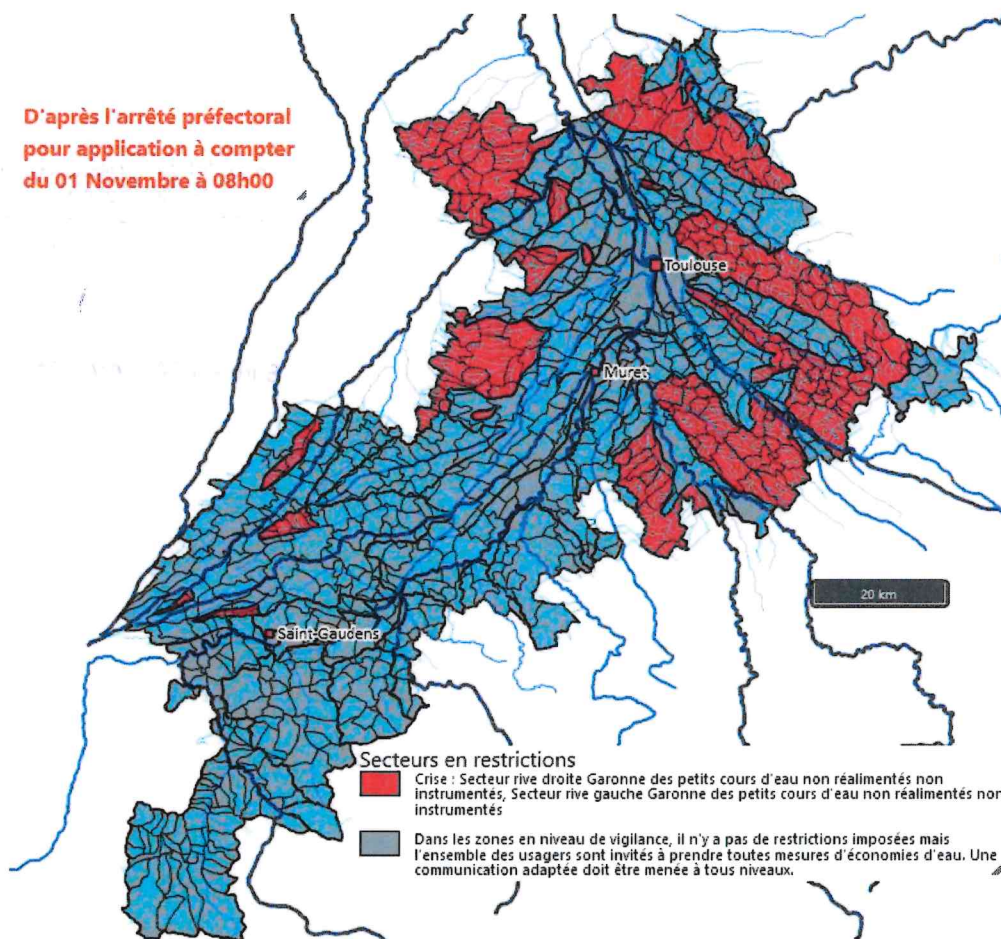 D'après l'arrêté préfectoral
pour application à compter
du 01 Novembre à 08h00
Toulouse
Muret
20 km
Saint-Gaudens
Secteurs en restrictions
Crise : Secteur rive droite Garonne des petits cours d'eau non réalimentés non
instrumentés, Secteur rive gauche Garonne des petits cours d'eau non réalimentés non
instrumentés
Dans les zones en niveau de vigilance, il n'y a pas de restrictions imposées mais
l'ensemble des usagers sont invités à prendre toutes mesures d'économies d'eau. Une
communication adaptée doit être menée à tous niveaux.